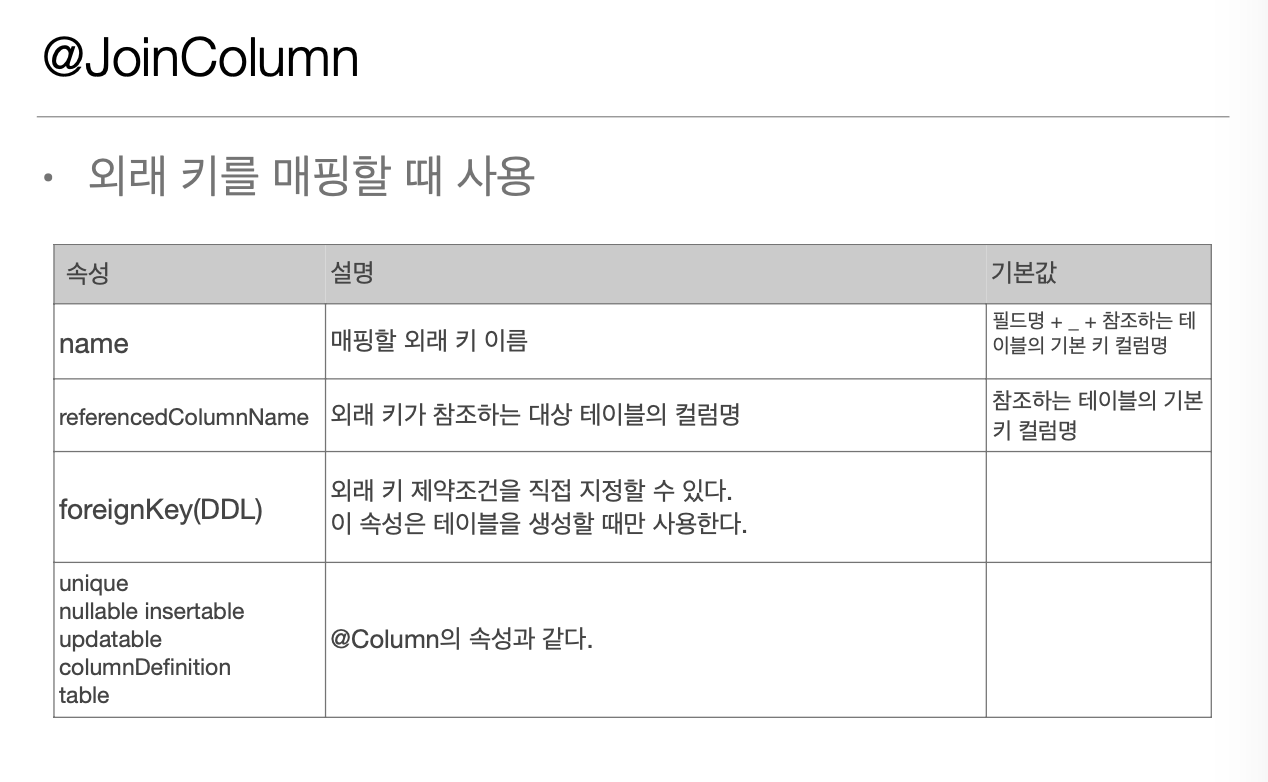 @JoinColumn
• 외래 키를 매핑할 때 사용
속성 설명 기본값
name 매핑할 외래 키 이름 필드명 + _ + 참조하는 테
이블의 기본 키 컬럼명
referencedColumnName 외래 키가 참조하는 대상 테이블의 컬럼명 참조하는 테이블의 기본
키 컬럼명
foreignKey(DDL) 외래 키 제약조건을 직접 지정할 수 있다.
이 속성은 테이블을 생성할 때만 사용한다.
unique
nullable insertable
updatable
columnDefinition
table
@Column의 속성과 같다.